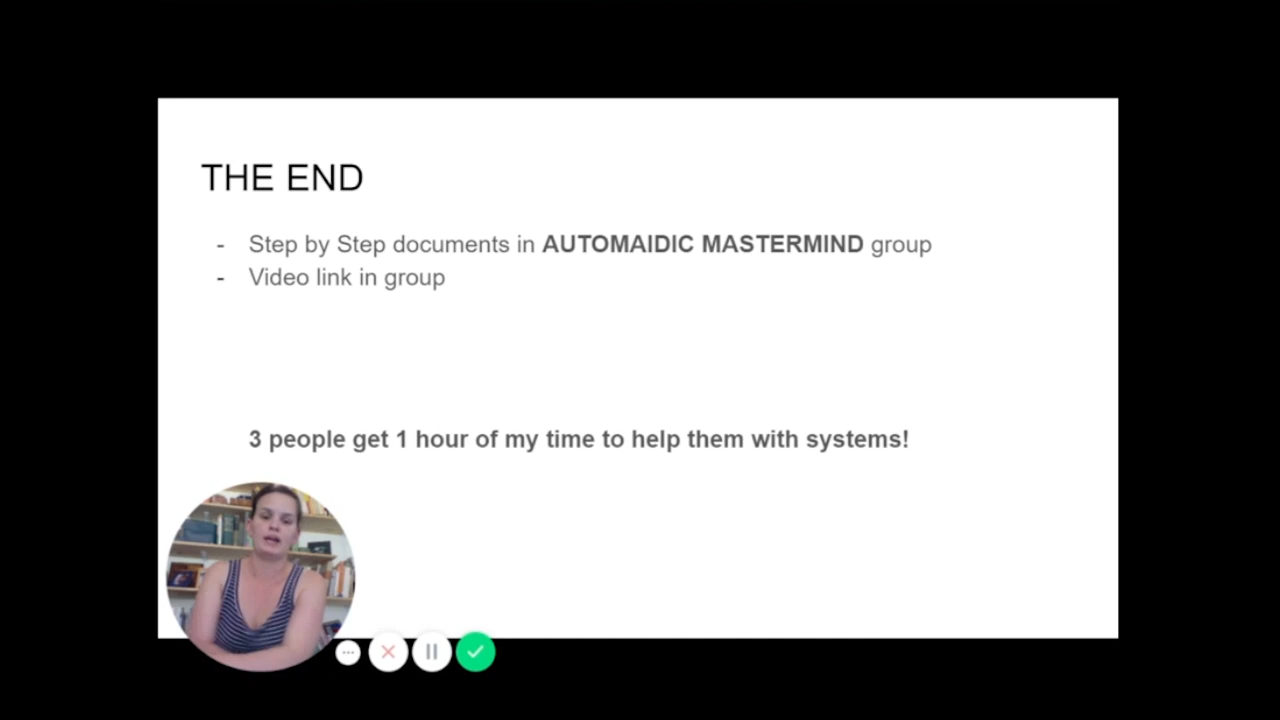 THE END
- Step by Step documents in AUTOMAIDIC MASTERMIND group
- Video link in group
3 people get 1 hour of my time to help them with systems!